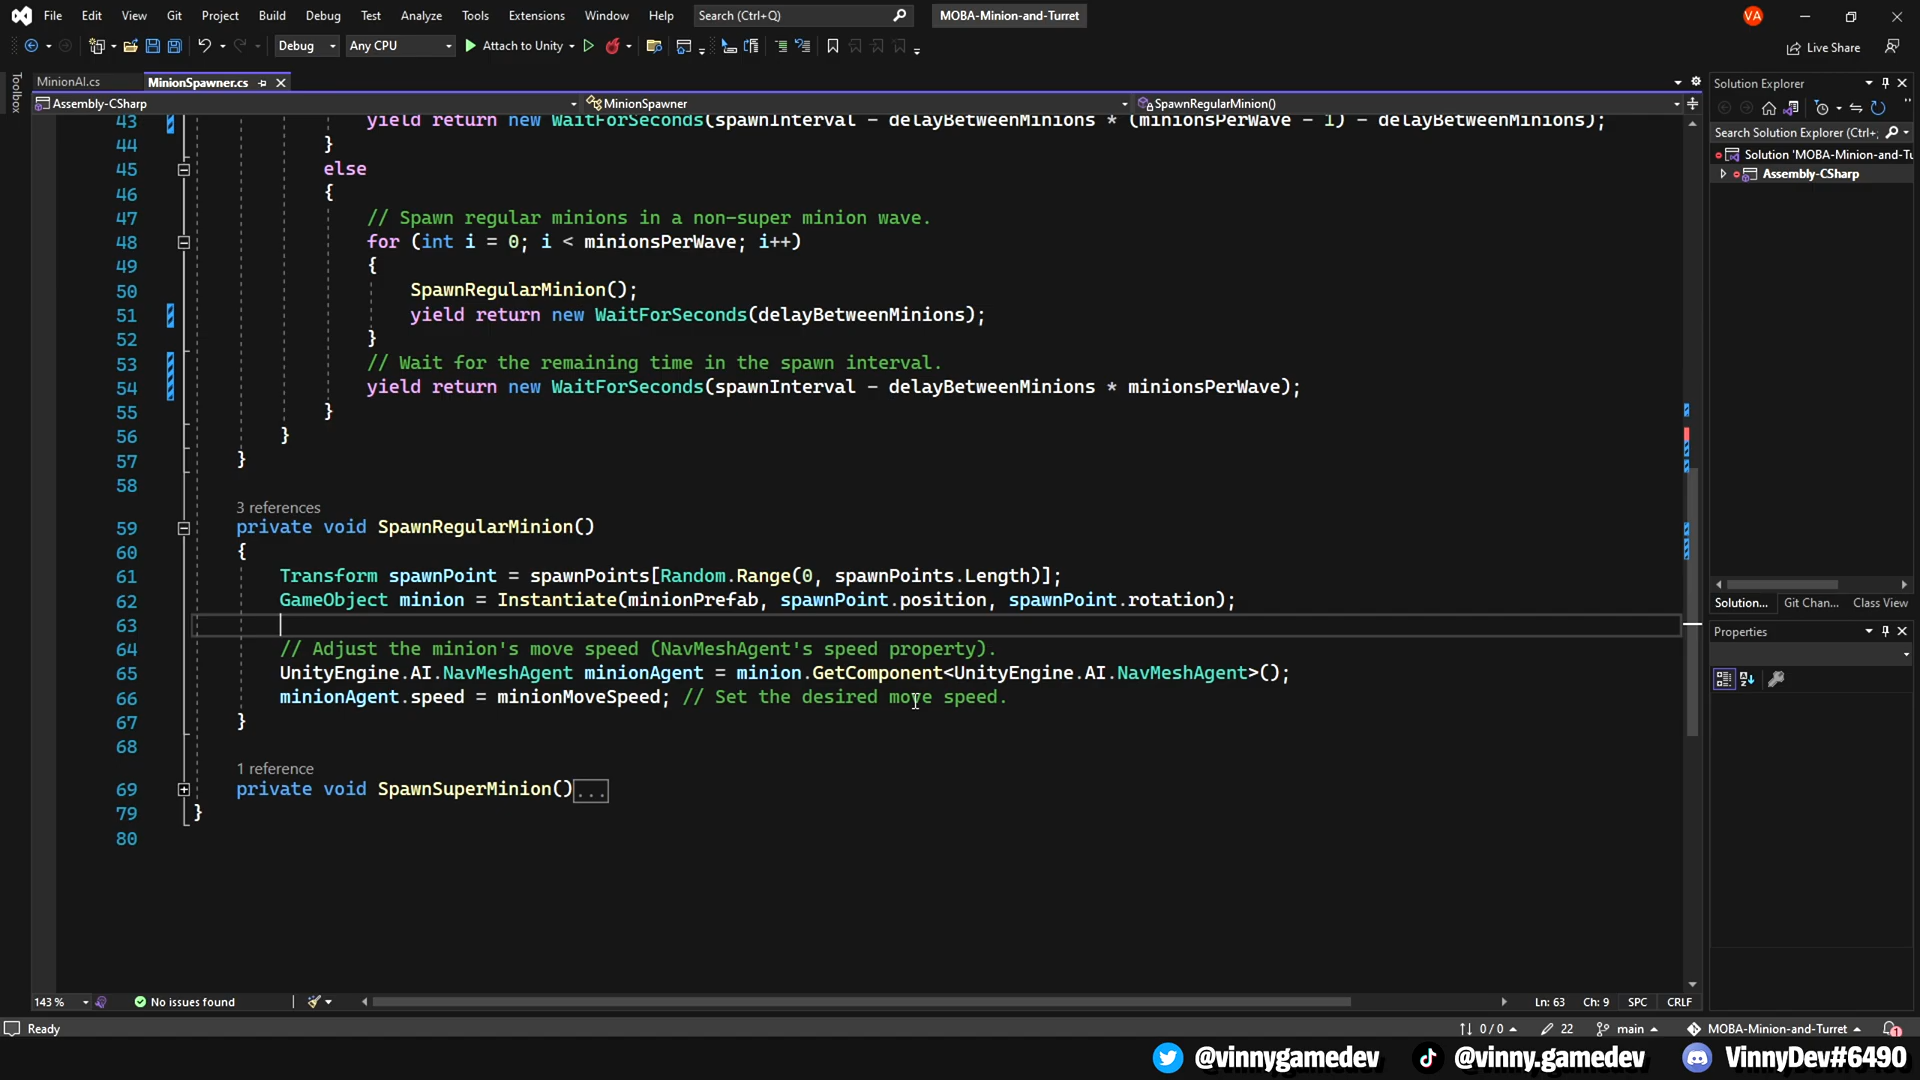 File Edit View Git Project Build Debug Test Analyze Tools Extensions Window Help Search (Ctrl+Q) MOBA-Minion-and-Turret VA
Debug Any CPU Attach to Unity Live Share
Toolbox
MinionAI.cs MinionSpawner.cs
Assembly-CSharp MinionSpawner SpawnRegularMinion()
43 yield return new WaitForSeconds(spawnInterval - delayBetweenMinions * (minionsPerWave - 1) - delayBetweenMinions);
44 }
45 else
46 {
47 // Spawn regular minions in a non-super minion wave.
48 for (int i = 0; i < minionsPerWave; i++)
49 {
50 SpawnRegularMinion();
51 yield return new WaitForSeconds(delayBetweenMinions);
52 }
53 // Wait for the remaining time in the spawn interval.
54 yield return new WaitForSeconds(spawnInterval - delayBetweenMinions * minionsPerWave);
55 }
56 }
57 }
58
3 references
59 private void SpawnRegularMinion()
60 {
61 Transform spawnPoint = spawnPoints[Random.Range(0, spawnPoints.Length)];
62 GameObject minion = Instantiate(minionPrefab, spawnPoint.position, spawnPoint.rotation);
63
64 // Adjust the minion's move speed (NavMeshAgent's speed property).
65 UnityEngine.AI.NavMeshAgent minionAgent = minion.GetComponent<UnityEngine.AI.NavMeshAgent>();
66 minionAgent.speed = minionMoveSpeed; // Set the desired move speed.
67 }
68
1 reference
69 private void SpawnSuperMinion()...
79 }
80
Solution Explorer
Search Solution Explorer (Ctrl+;
Solution 'MOBA-Minion-and-Tu
Assembly-CSharp
Solution... Git Chan... Class View
Properties
143 % No issues found Ln: 63 Ch: 9 SPC CRLF
Ready 0 / 0 22 main MOBA-Minion-and-Turret 1
@vinnygamedev @vinny.gamedev VinnyDev#6490